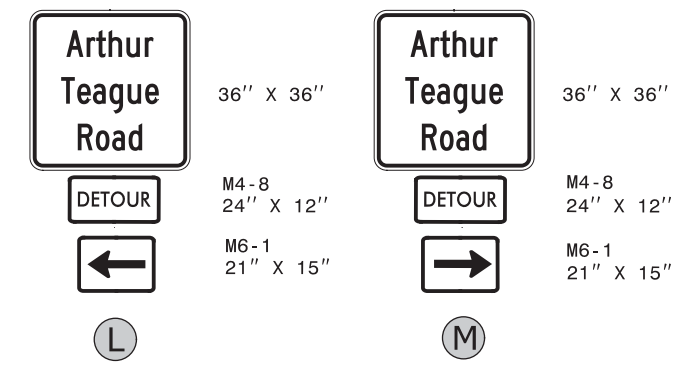 Arthur
Teague
Road
36'' X 36''
DETOUR
M4-8
24'' X 12''
M6-1
21" X 15"
L
Arthur
Teague
Road
36'' X 36''
DETOUR
M4-8
24'' X 12''
M6-1
21" X 15"
M